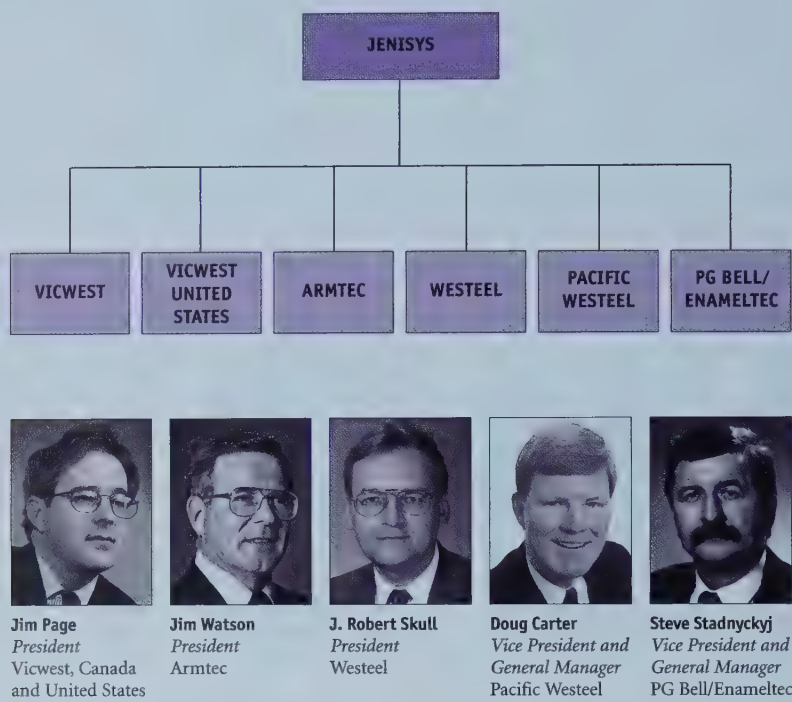 JENISYS
VICWEST
VICWEST
UNITED
STATES
ARMTEC
WESTEEL
PACIFIC
WESTEEL
PG BELL/
ENAMELTEC
Jim Page
President
Vicwest, Canada
and United States
Jim Watson
President
Armtec
J. Robert Skull
President
Westeel
Doug Carter
Vice President and
General Manager
Pacific Westeel
Steve Stadnyckyj
Vice President and
General Manager
PG Bell/Enameltec